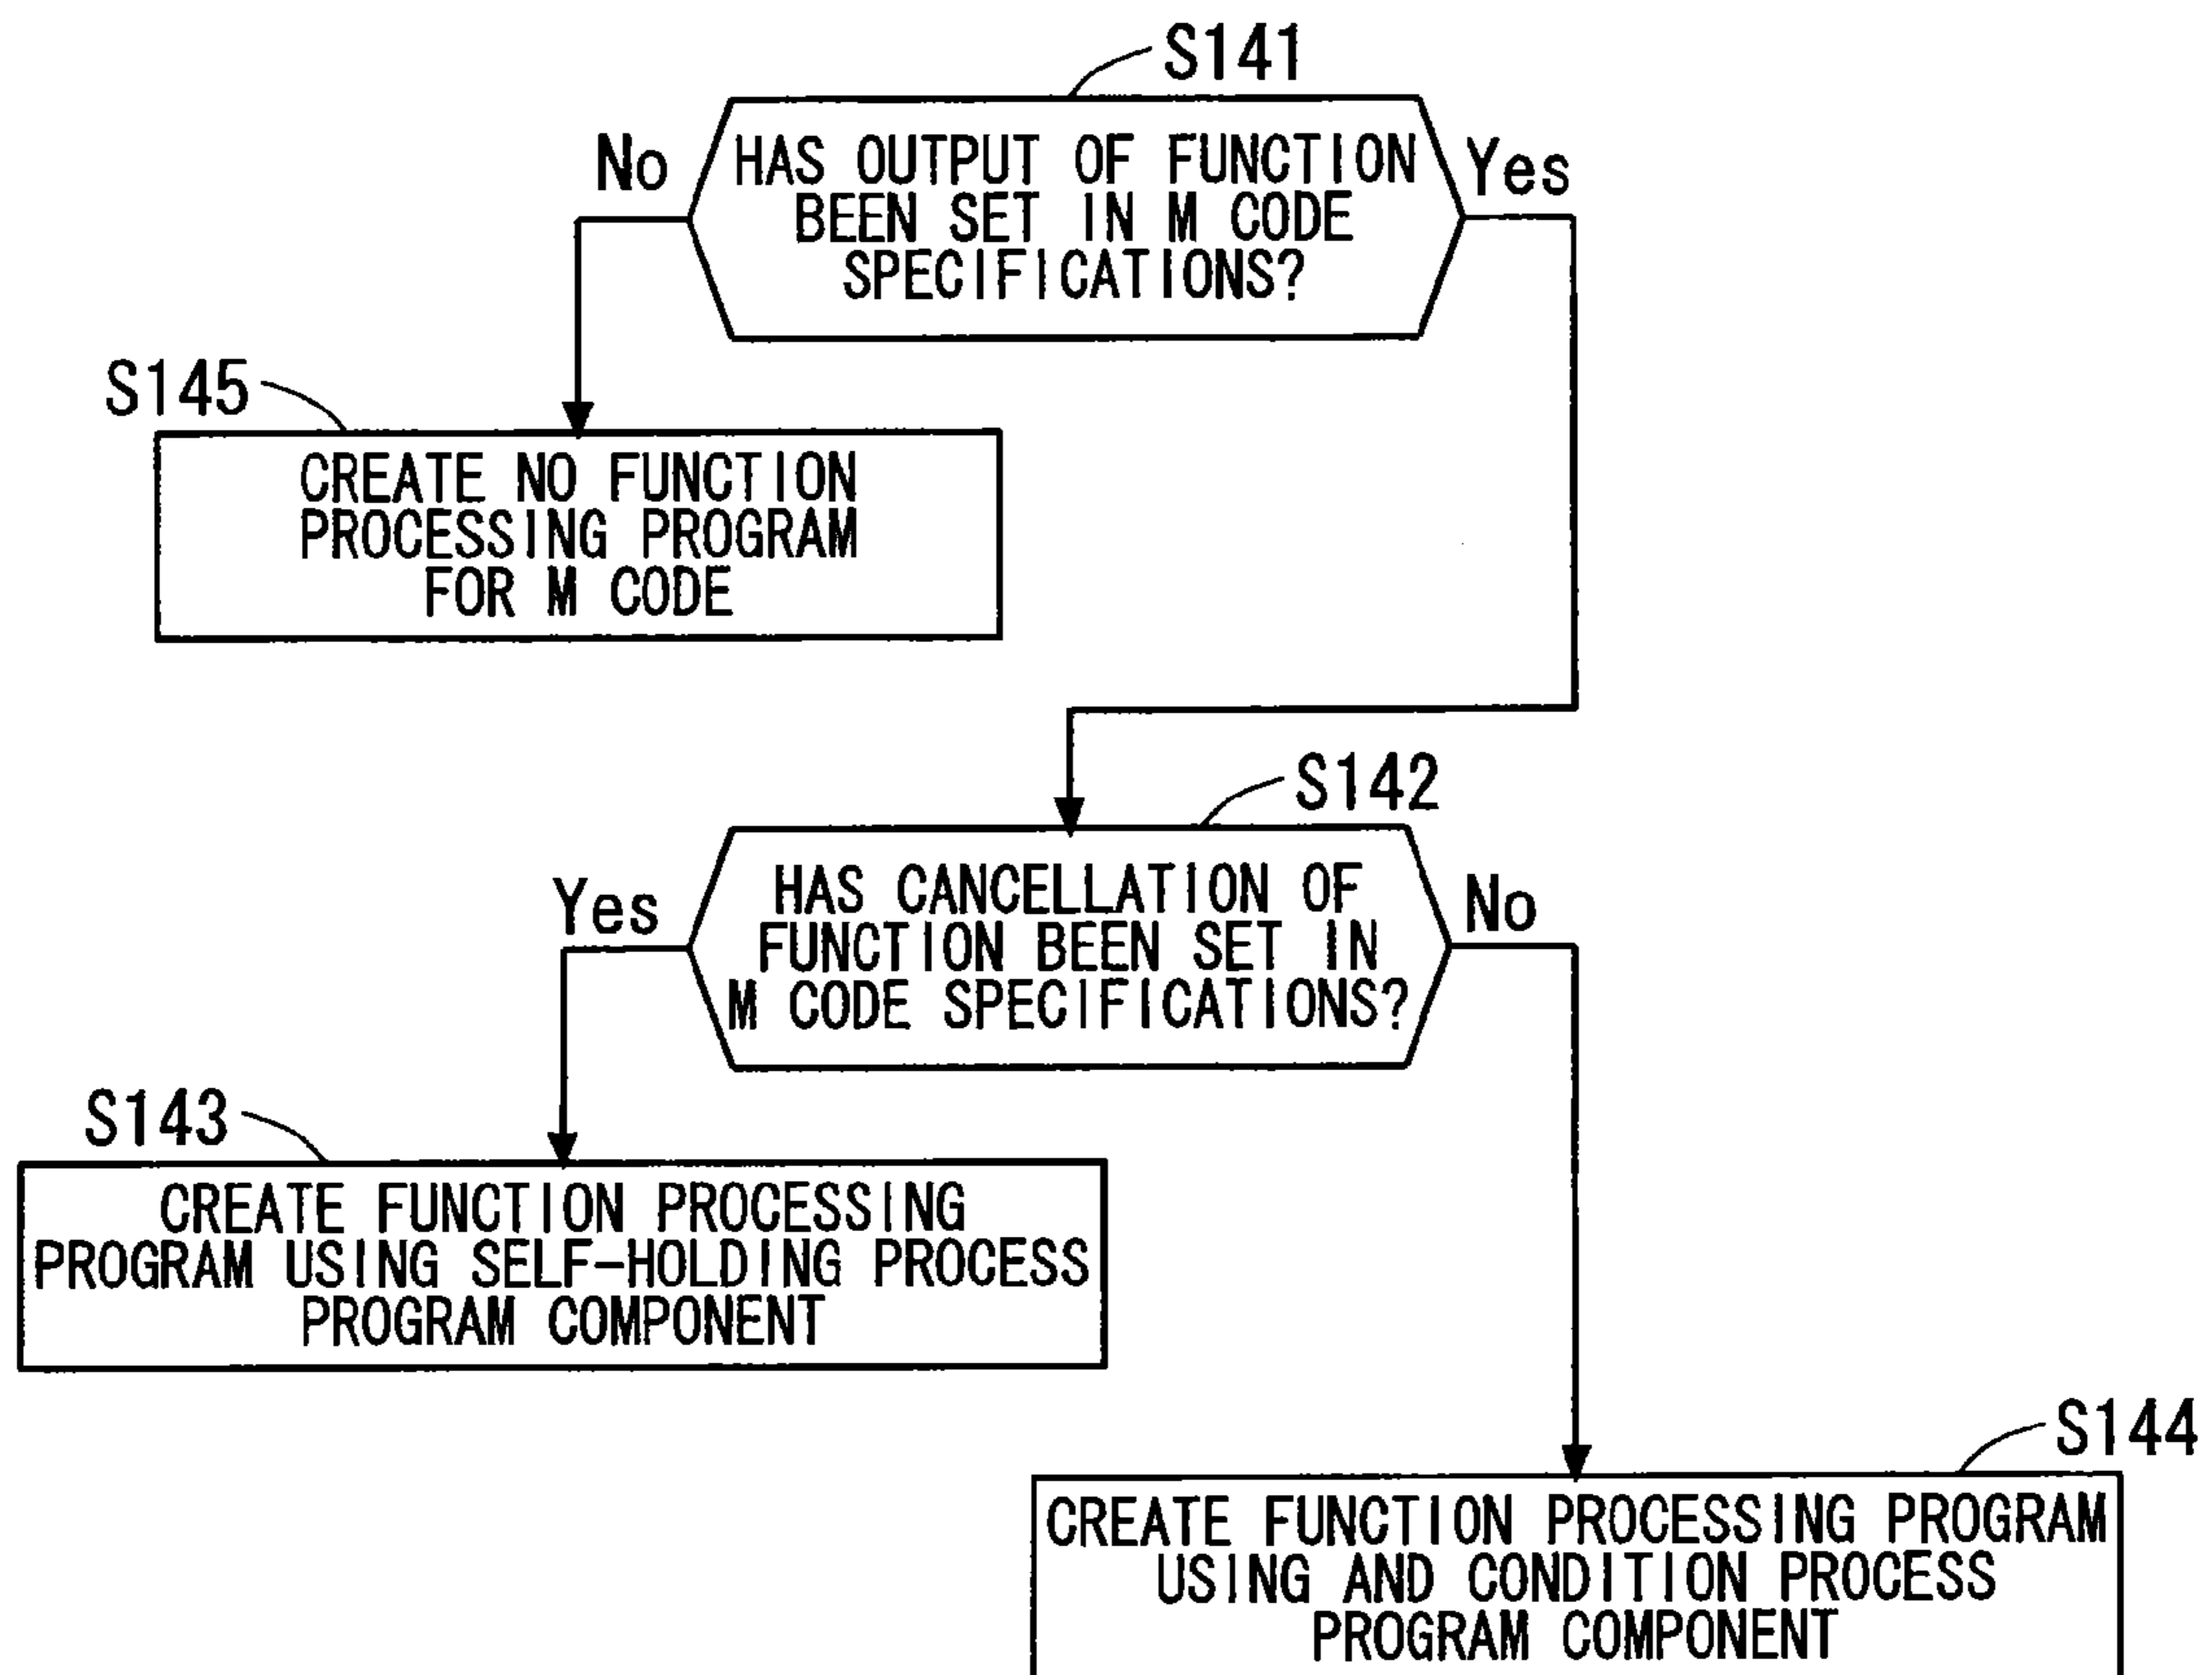 S141
No
HAS OUTPUT OF FUNCTION
BEEN SET IN M CODE
SPECIFICATIONS?
Yes
S145
CREATE NO FUNCTION
PROCESSING PROGRAM
FOR M CODE
S142
Yes
HAS CANCELLATION OF
FUNCTION BEEN SET IN
M CODE SPECIFICATIONS?
No
S143
CREATE FUNCTION PROCESSING
PROGRAM USING SELF-HOLDING PROCESS
PROGRAM COMPONENT
S144
CREATE FUNCTION PROCESSING PROGRAM
USING AND CONDITION PROCESS
PROGRAM COMPONENT